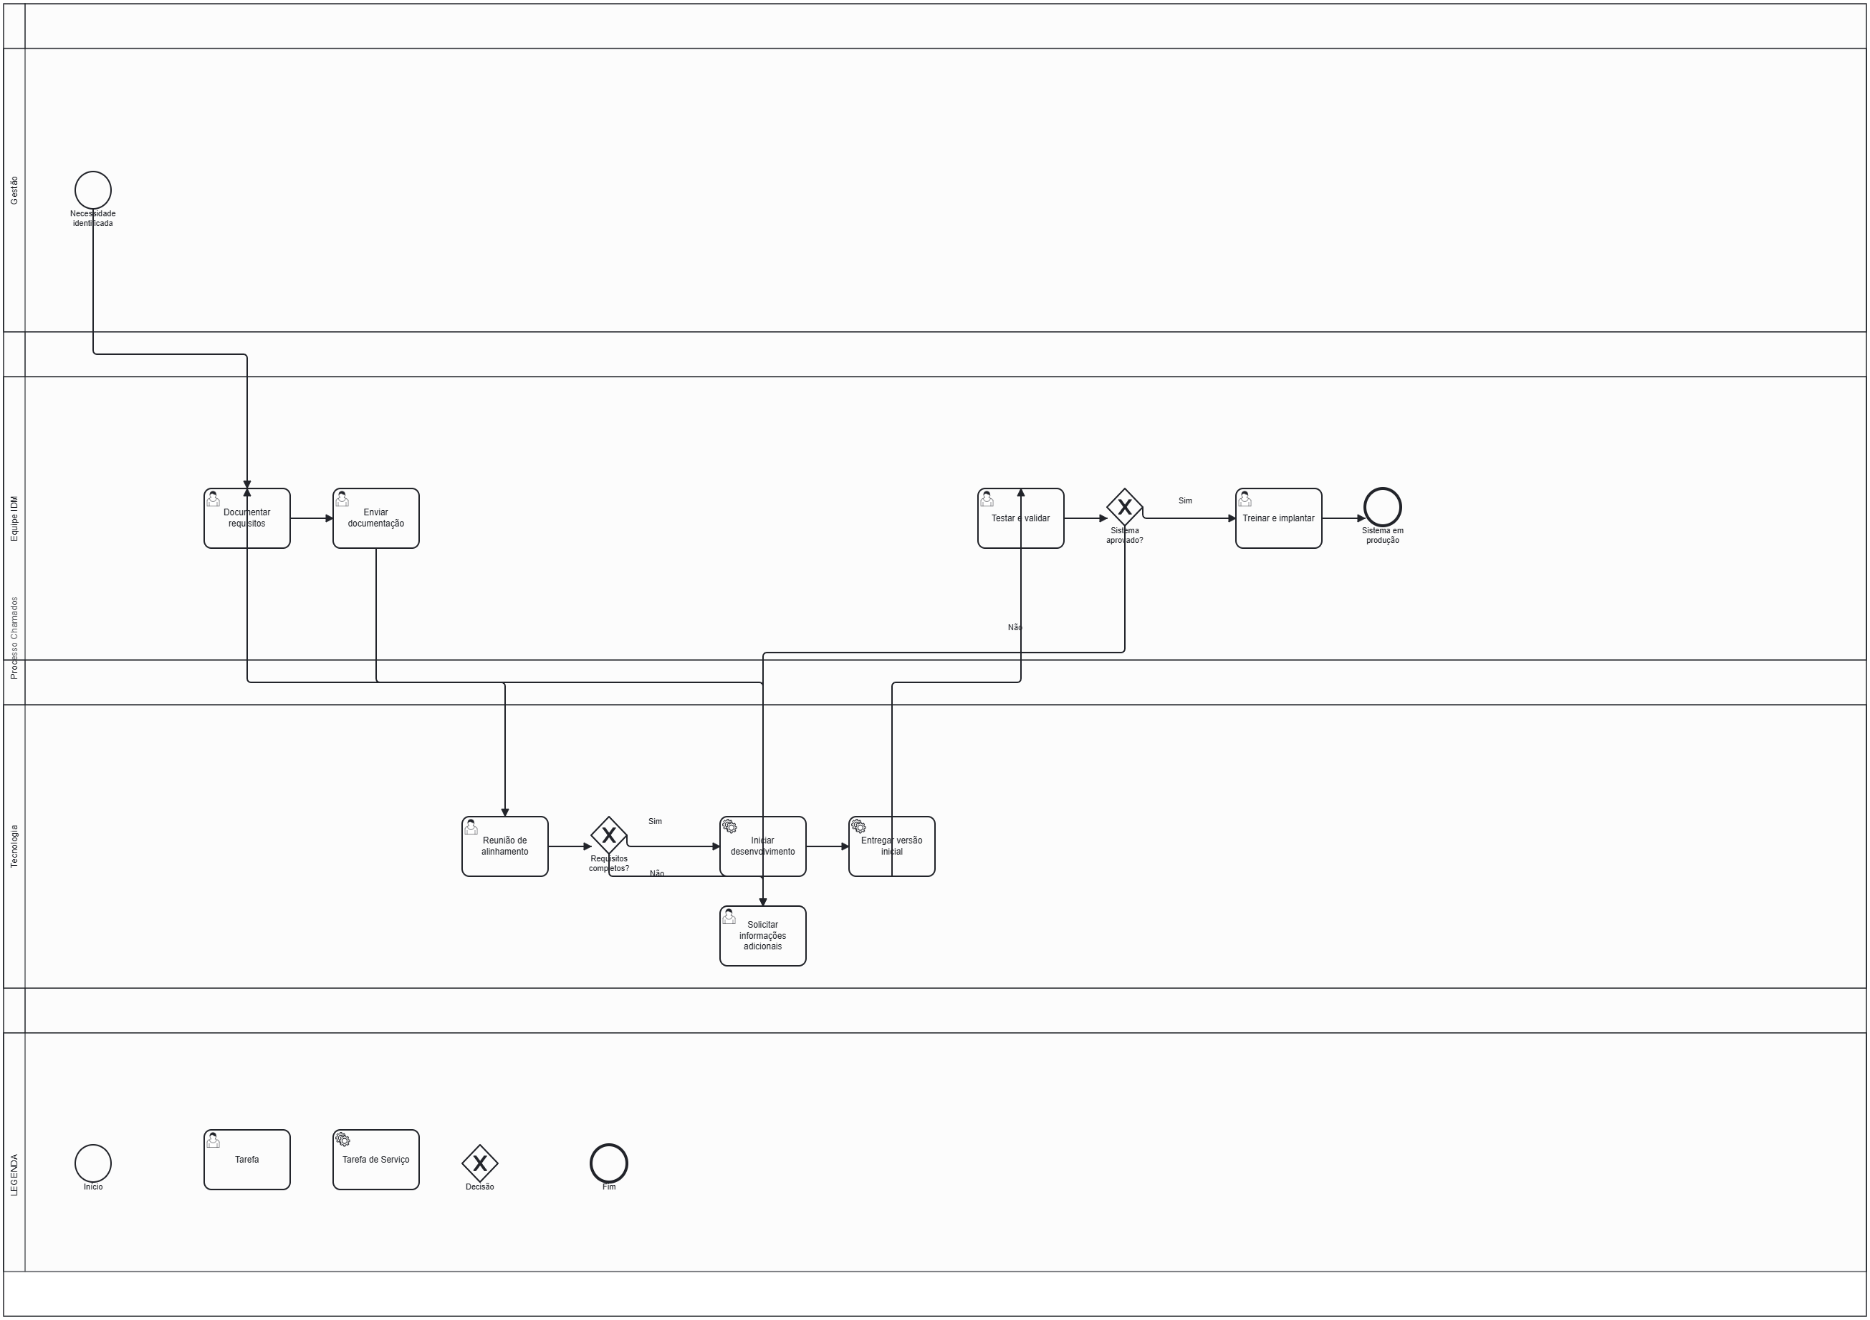 Gestão
Necessidade
identificada
Equipe IDM
Documentar
requisitos
Enviar
documentação
Testar e validar
Sistema
aprovado?
Sim
Treinar e implantar
Sistema em
produção
Não
Processo Chamados
Tecnologia
Reunião de
alinhamento
Requisitos
completos?
Sim
Não
Iniciar
desenvolvimento
Entregar versão
inicial
Solicitar
informações
adicionais
LEGENDA
Início
Tarefa
Tarefa de Serviço
Decisão
Fim